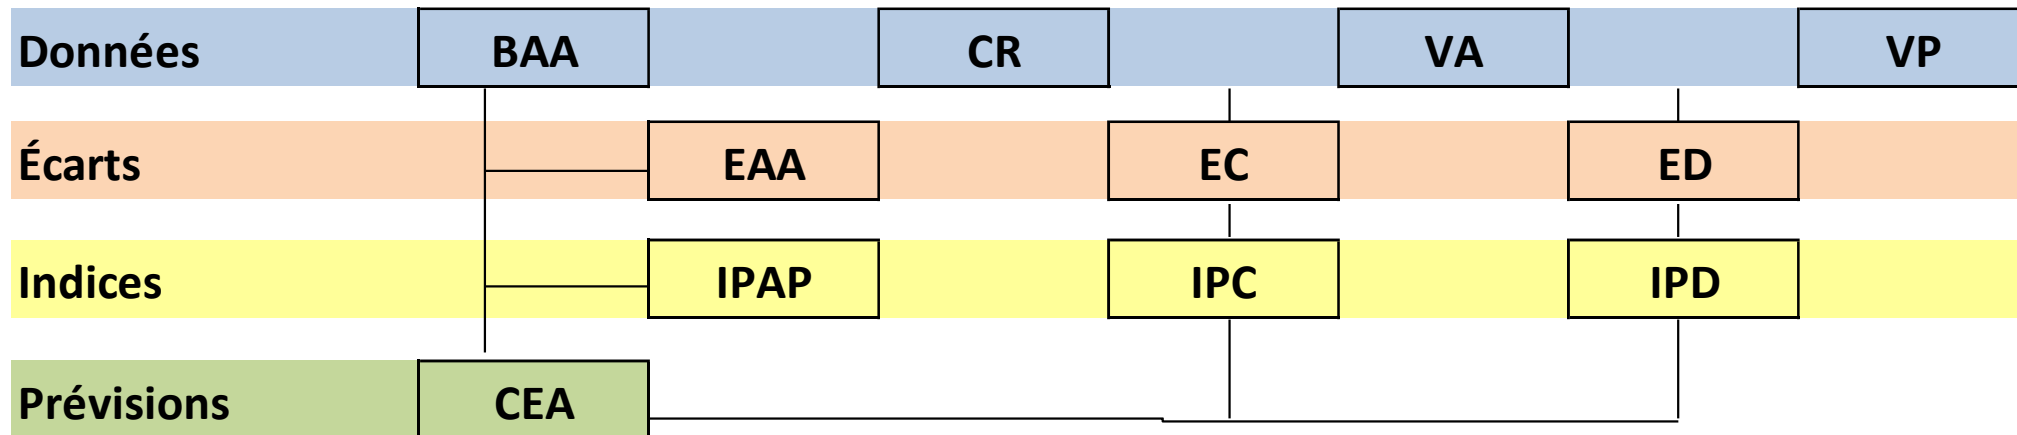 Données BAA CR VA VP
Écarts EAA EC ED
Indices IPAP IPC IPD
Prévisions CEA